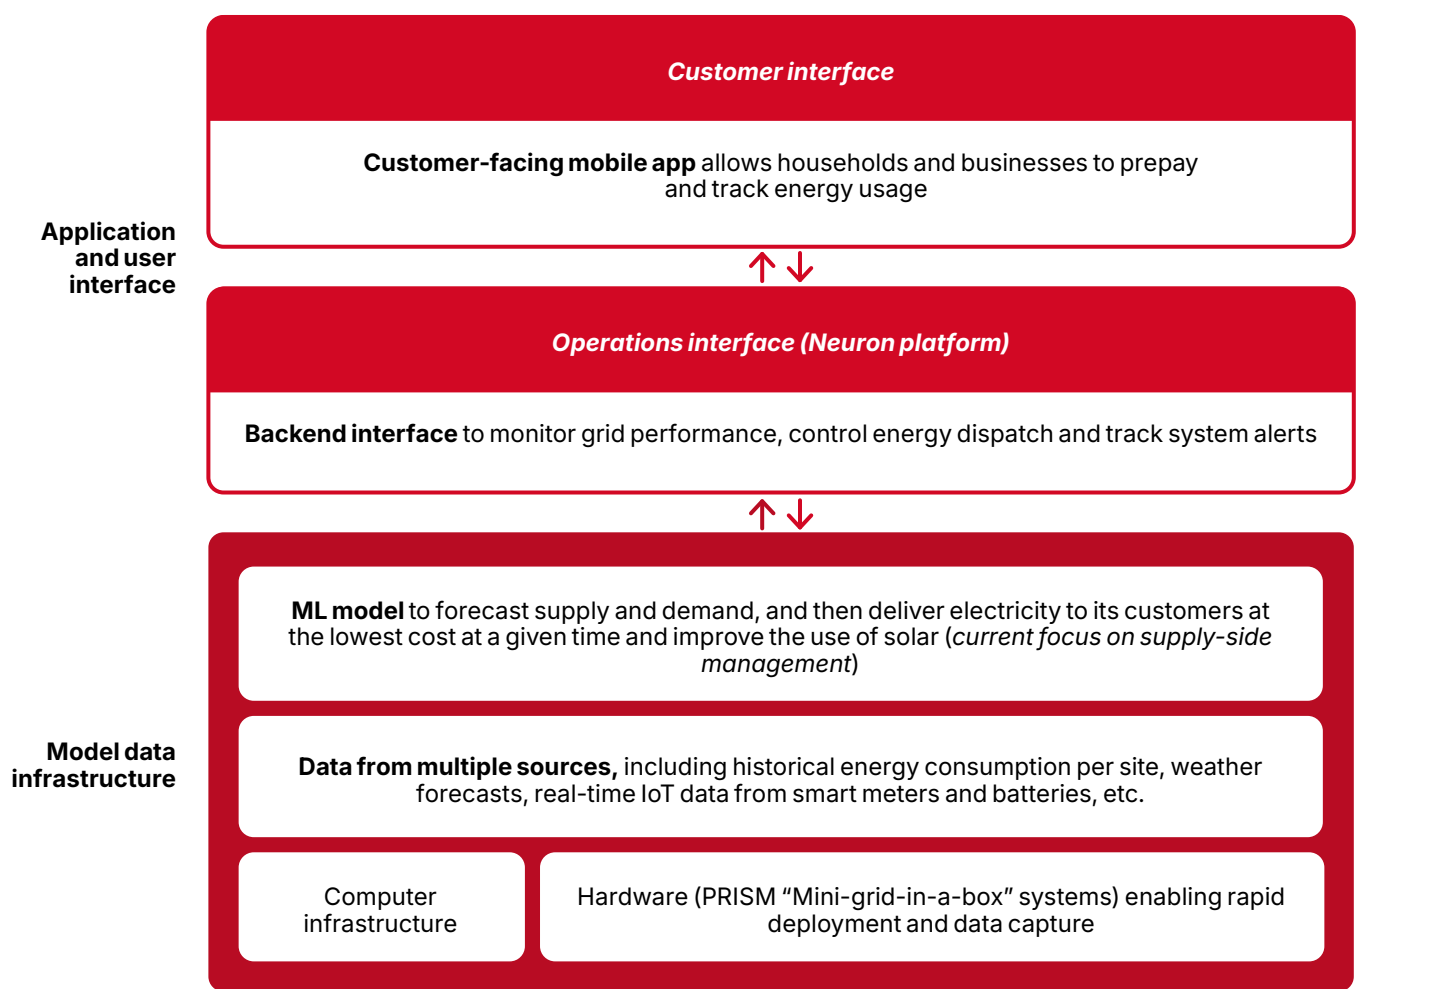 Customer interface
Customer-facing mobile app allows households and businesses to prepay
and track energy usage
Application
and user
interface
Operations interface (Neuron platform)
Backend interface to monitor grid performance, control energy dispatch and track system alerts
ML model to forecast supply and demand, and then deliver electricity to its customers at
the lowest cost at a given time and improve the use of solar (current focus on supply-side
management)
Model data
infrastructure
Data from multiple sources, including historical energy consumption per site, weather
forecasts, real-time IoT data from smart meters and batteries, etc.
Computer
infrastructure
Hardware (PRISM “Mini-grid-in-a-box” systems) enabling rapid
deployment and data capture